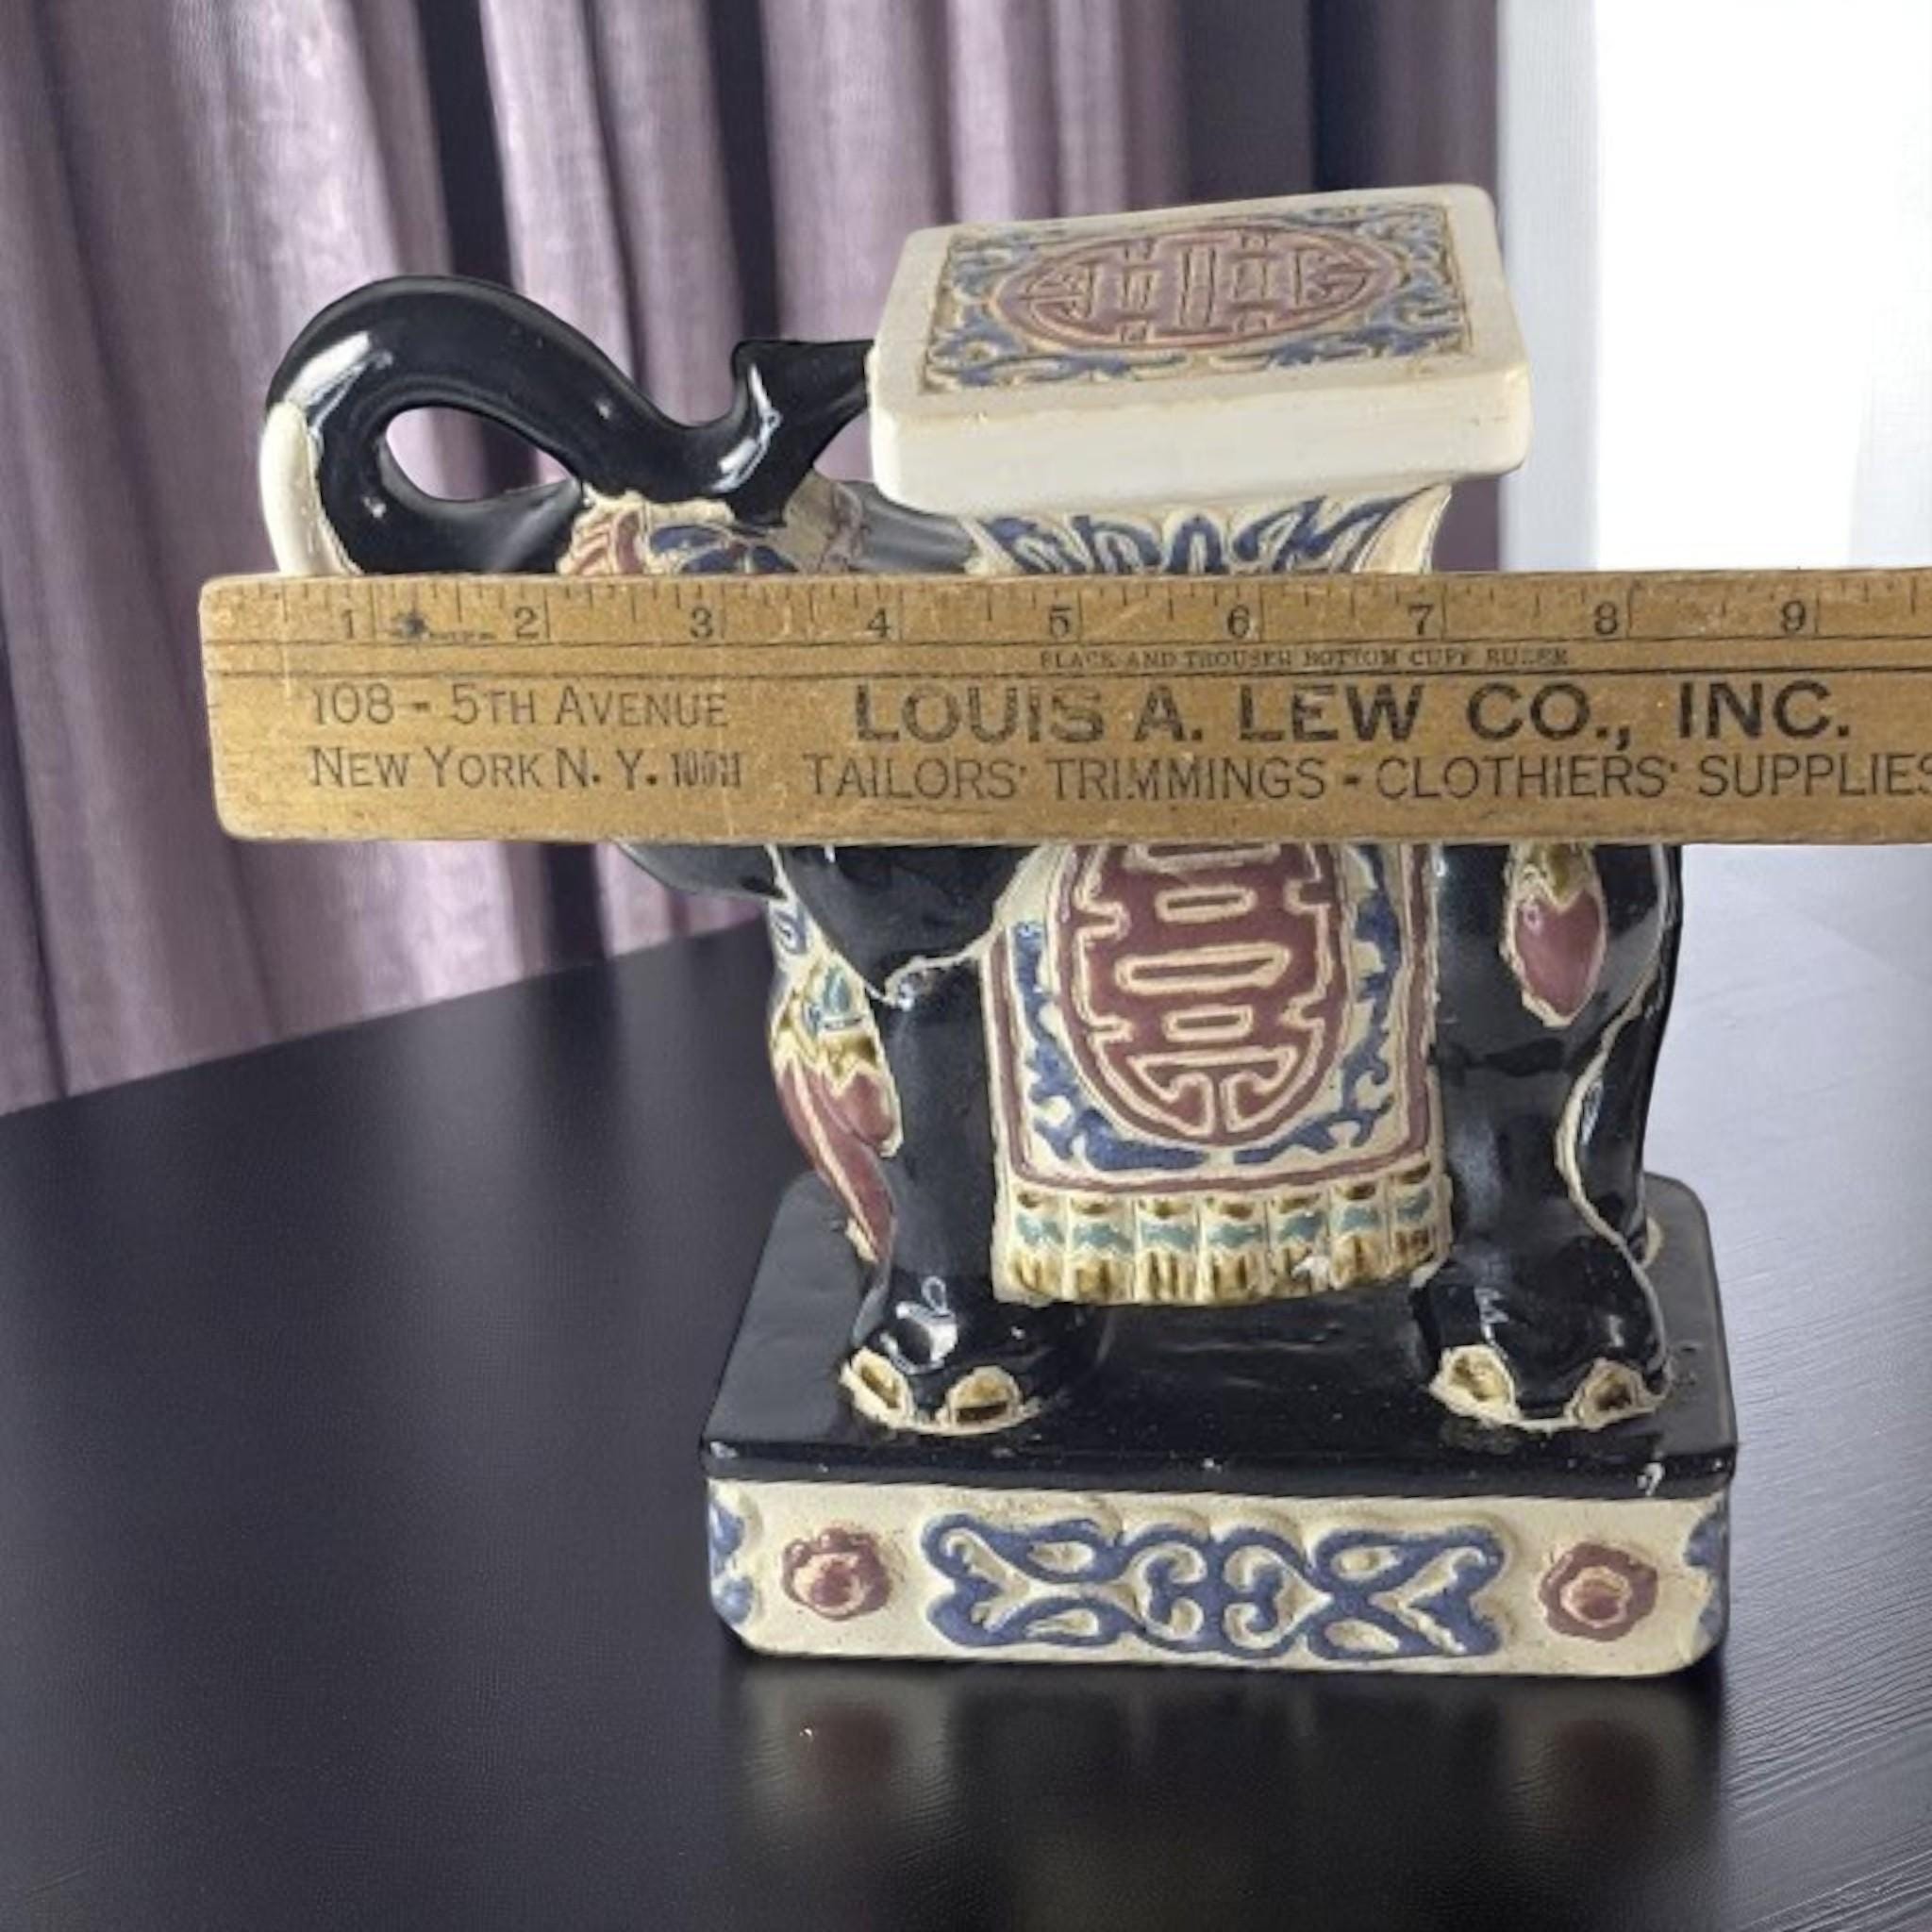 1 2 3 4 5 6 7 8 9
PLACK AND TROUSER BOTTOM CUFF RULER
108 - 5TH AVENUE LOUIS A. LEW CO., INC.
NEW YORK N. Y. 10011 TAILORS' TRIMMINGS - CLOTHIERS' SUPPLIES